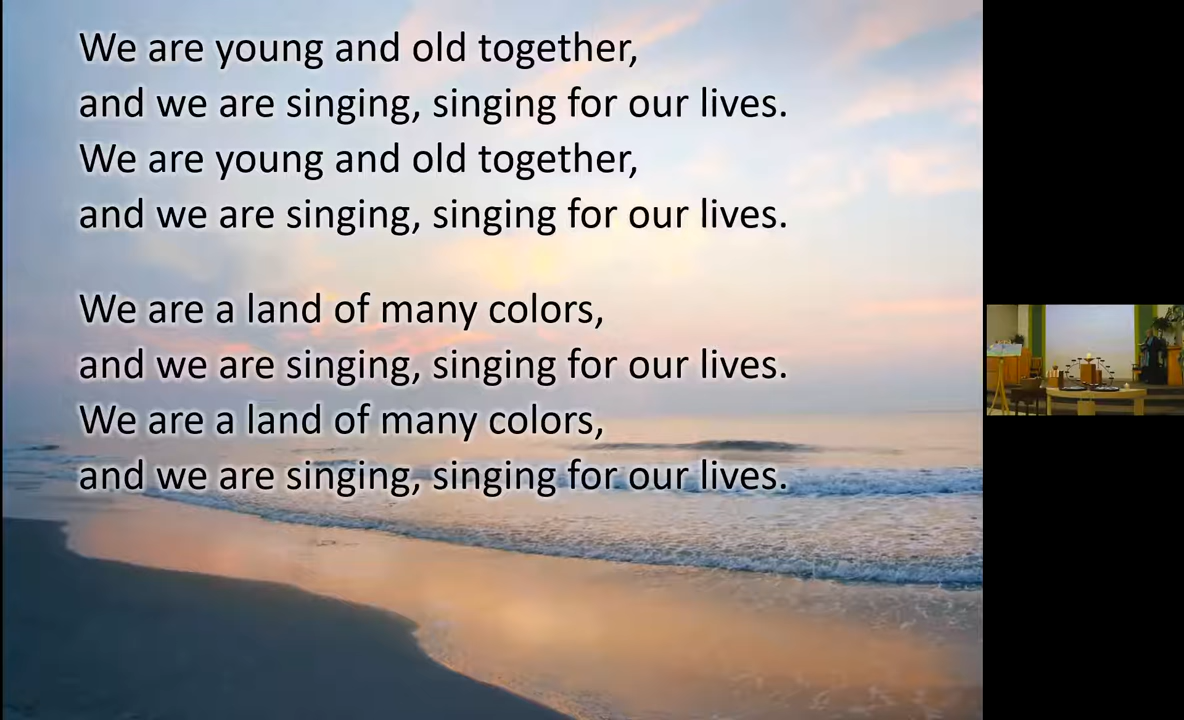 We are young and old together,
and we are singing, singing for our lives.
We are young and old together,
and we are singing, singing for our lives.
We are a land of many colors,
and we are singing, singing for our lives.
We are a land of many colors,
and we are singing, singing for our lives.